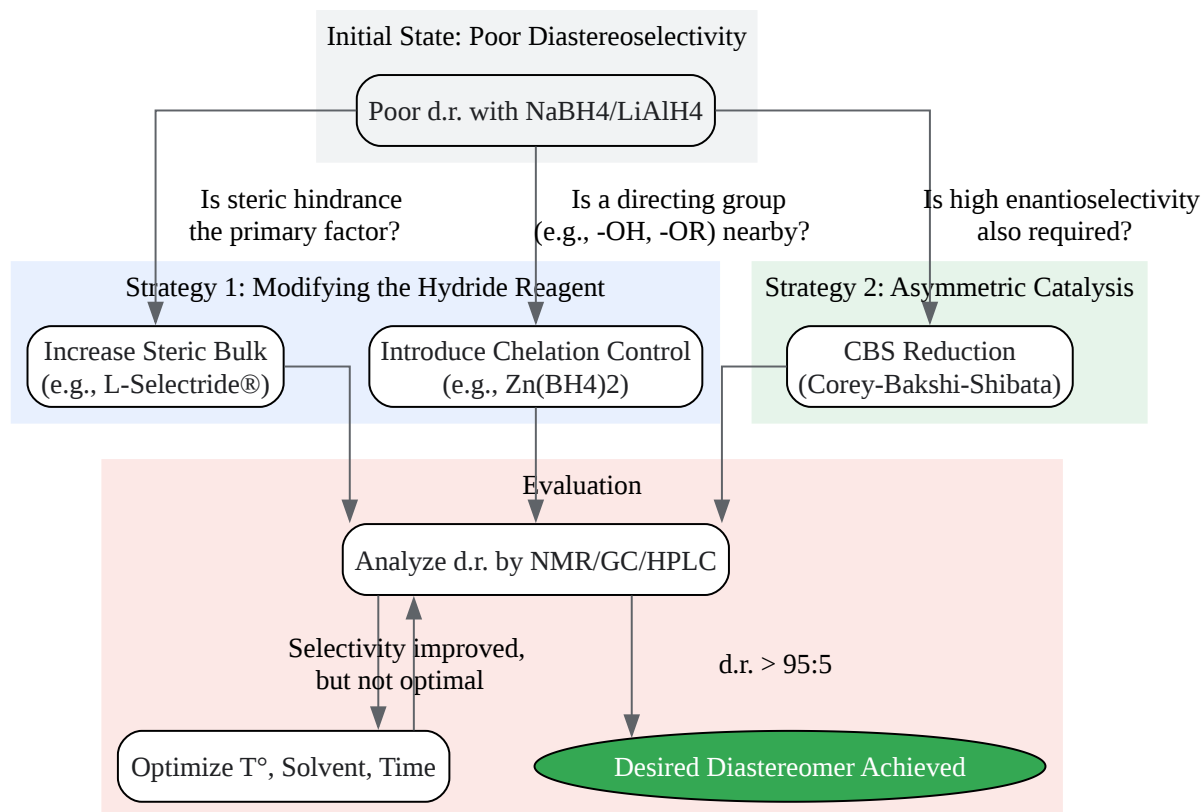 Initial State: Poor Diastereoselectivity
Poor d.r. with NaBH4/LiAlH4
Is steric hindrance
the primary factor?
Is a directing group
(e.g., -OH, -OR) nearby?
Is high enantioselectivity
also required?
Strategy 1: Modifying the Hydride Reagent
Increase Steric Bulk
(e.g., L-Selectride®)
Introduce Chelation Control
(e.g., Zn(BH4)2)
Strategy 2: Asymmetric Catalysis
CBS Reduction
(Corey-Bakshi-Shibata)
Evaluation
Analyze d.r. by NMR/GC/HPLC
Selectivity improved,
but not optimal
d.r. > 95:5
Optimize T°, Solvent, Time
Desired Diastereomer Achieved